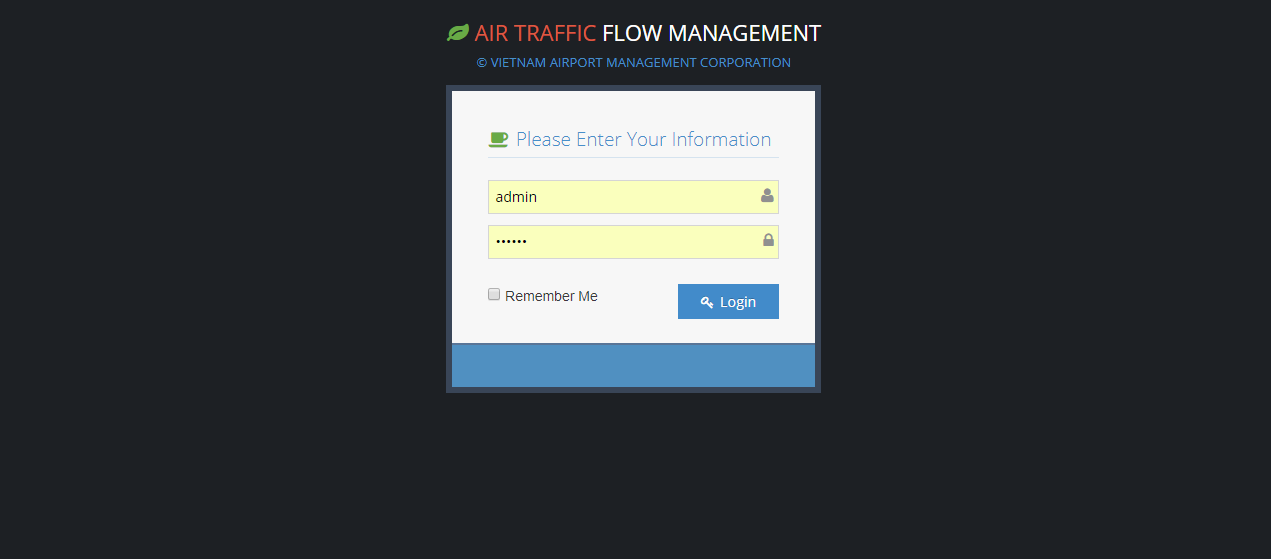 AIR TRAFFIC FLOW MANAGEMENT
© VIETNAM AIRPORT MANAGEMENT CORPORATION
Please Enter Your Information
admin
••••••
Remember Me
Login